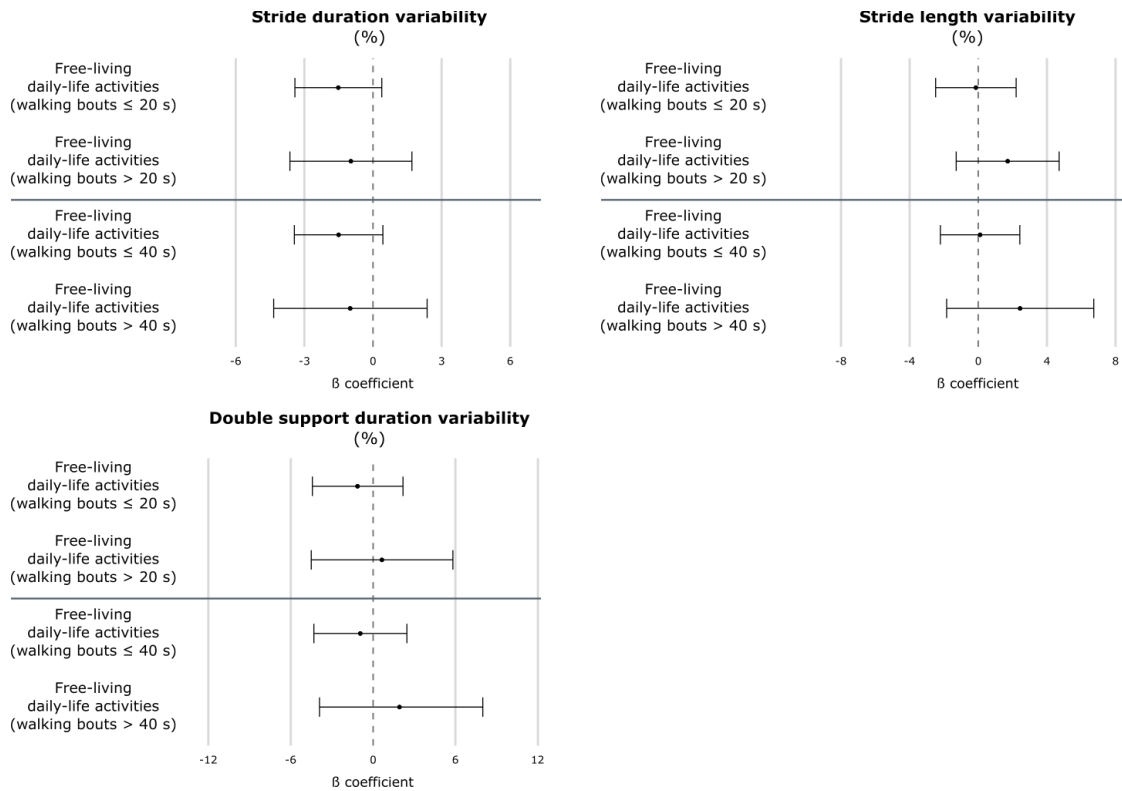 Stride duration variability
(%)
Free-living
daily-life activities
(walking bouts ≤ 20 s)
Free-living
daily-life activities
(walking bouts > 20 s)
Free-living
daily-life activities
(walking bouts ≤ 40 s)
Free-living
daily-life activities
(walking bouts > 40 s)
-6 -3 0 3 6
ß coefficient
Stride length variability
(%)
Free-living
daily-life activities
(walking bouts ≤ 20 s)
Free-living
daily-life activities
(walking bouts > 20 s)
Free-living
daily-life activities
(walking bouts ≤ 40 s)
Free-living
daily-life activities
(walking bouts > 40 s)
-8 -4 0 4 8
ß coefficient
Double support duration variability
(%)
Free-living
daily-life activities
(walking bouts ≤ 20 s)
Free-living
daily-life activities
(walking bouts > 20 s)
Free-living
daily-life activities
(walking bouts ≤ 40 s)
Free-living
daily-life activities
(walking bouts > 40 s)
-12 -6 0 6 12
ß coefficient